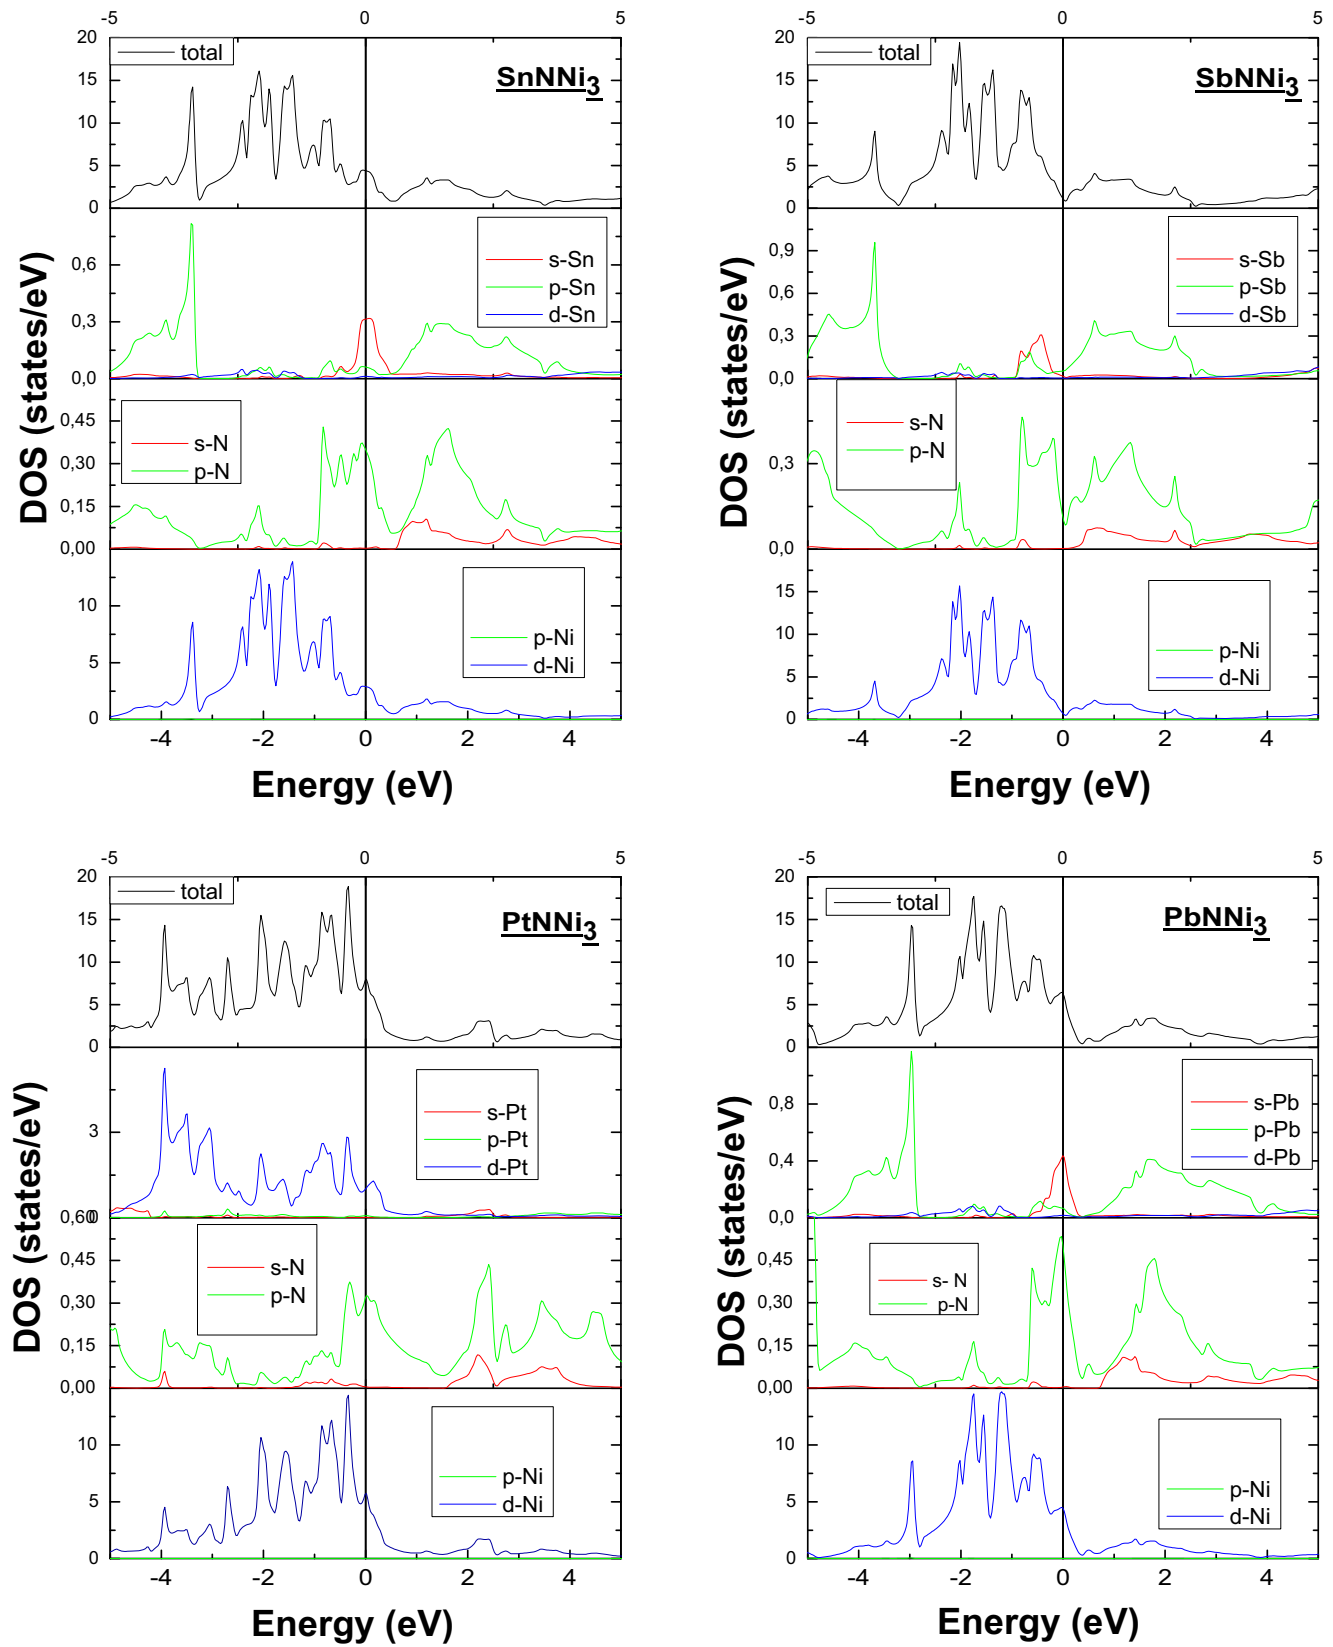 -5 0 5
20
15
10
5
0
total
SnNNi3
0,6
0,3
0,0
s-Sn
p-Sn
d-Sn
0,45
0,30
0,15
0,00
s-N
p-N
10
5
0
p-Ni
d-Ni
-4 -2 0 2 4
Energy (eV)
DOS (states/eV)
-5 0 5
20
15
10
5
0
total
SbNNi3
0,9
0,6
0,3
0,0
s-Sb
p-Sb
d-Sb
0,3
0,0
s-N
p-N
15
10
5
0
p-Ni
d-Ni
-4 -2 0 2 4
Energy (eV)
DOS (states/eV)
-5 0 5
20
15
10
5
0
total
PtNNi3
3
0
s-Pt
p-Pt
d-Pt
0,60
0,45
0,30
0,15
0,00
s-N
p-N
10
5
0
p-Ni
d-Ni
-4 -2 0 2 4
Energy (eV)
DOS (states/eV)
-5 0 5
20
15
10
5
0
total
PbNNi3
0,8
0,4
0,0
s-Pb
p-Pb
d-Pb
0,45
0,30
0,15
0,00
s- N
p-N
10
5
0
p-Ni
d-Ni
-4 -2 0 2 4
Energy (eV)
DOS (states/eV)